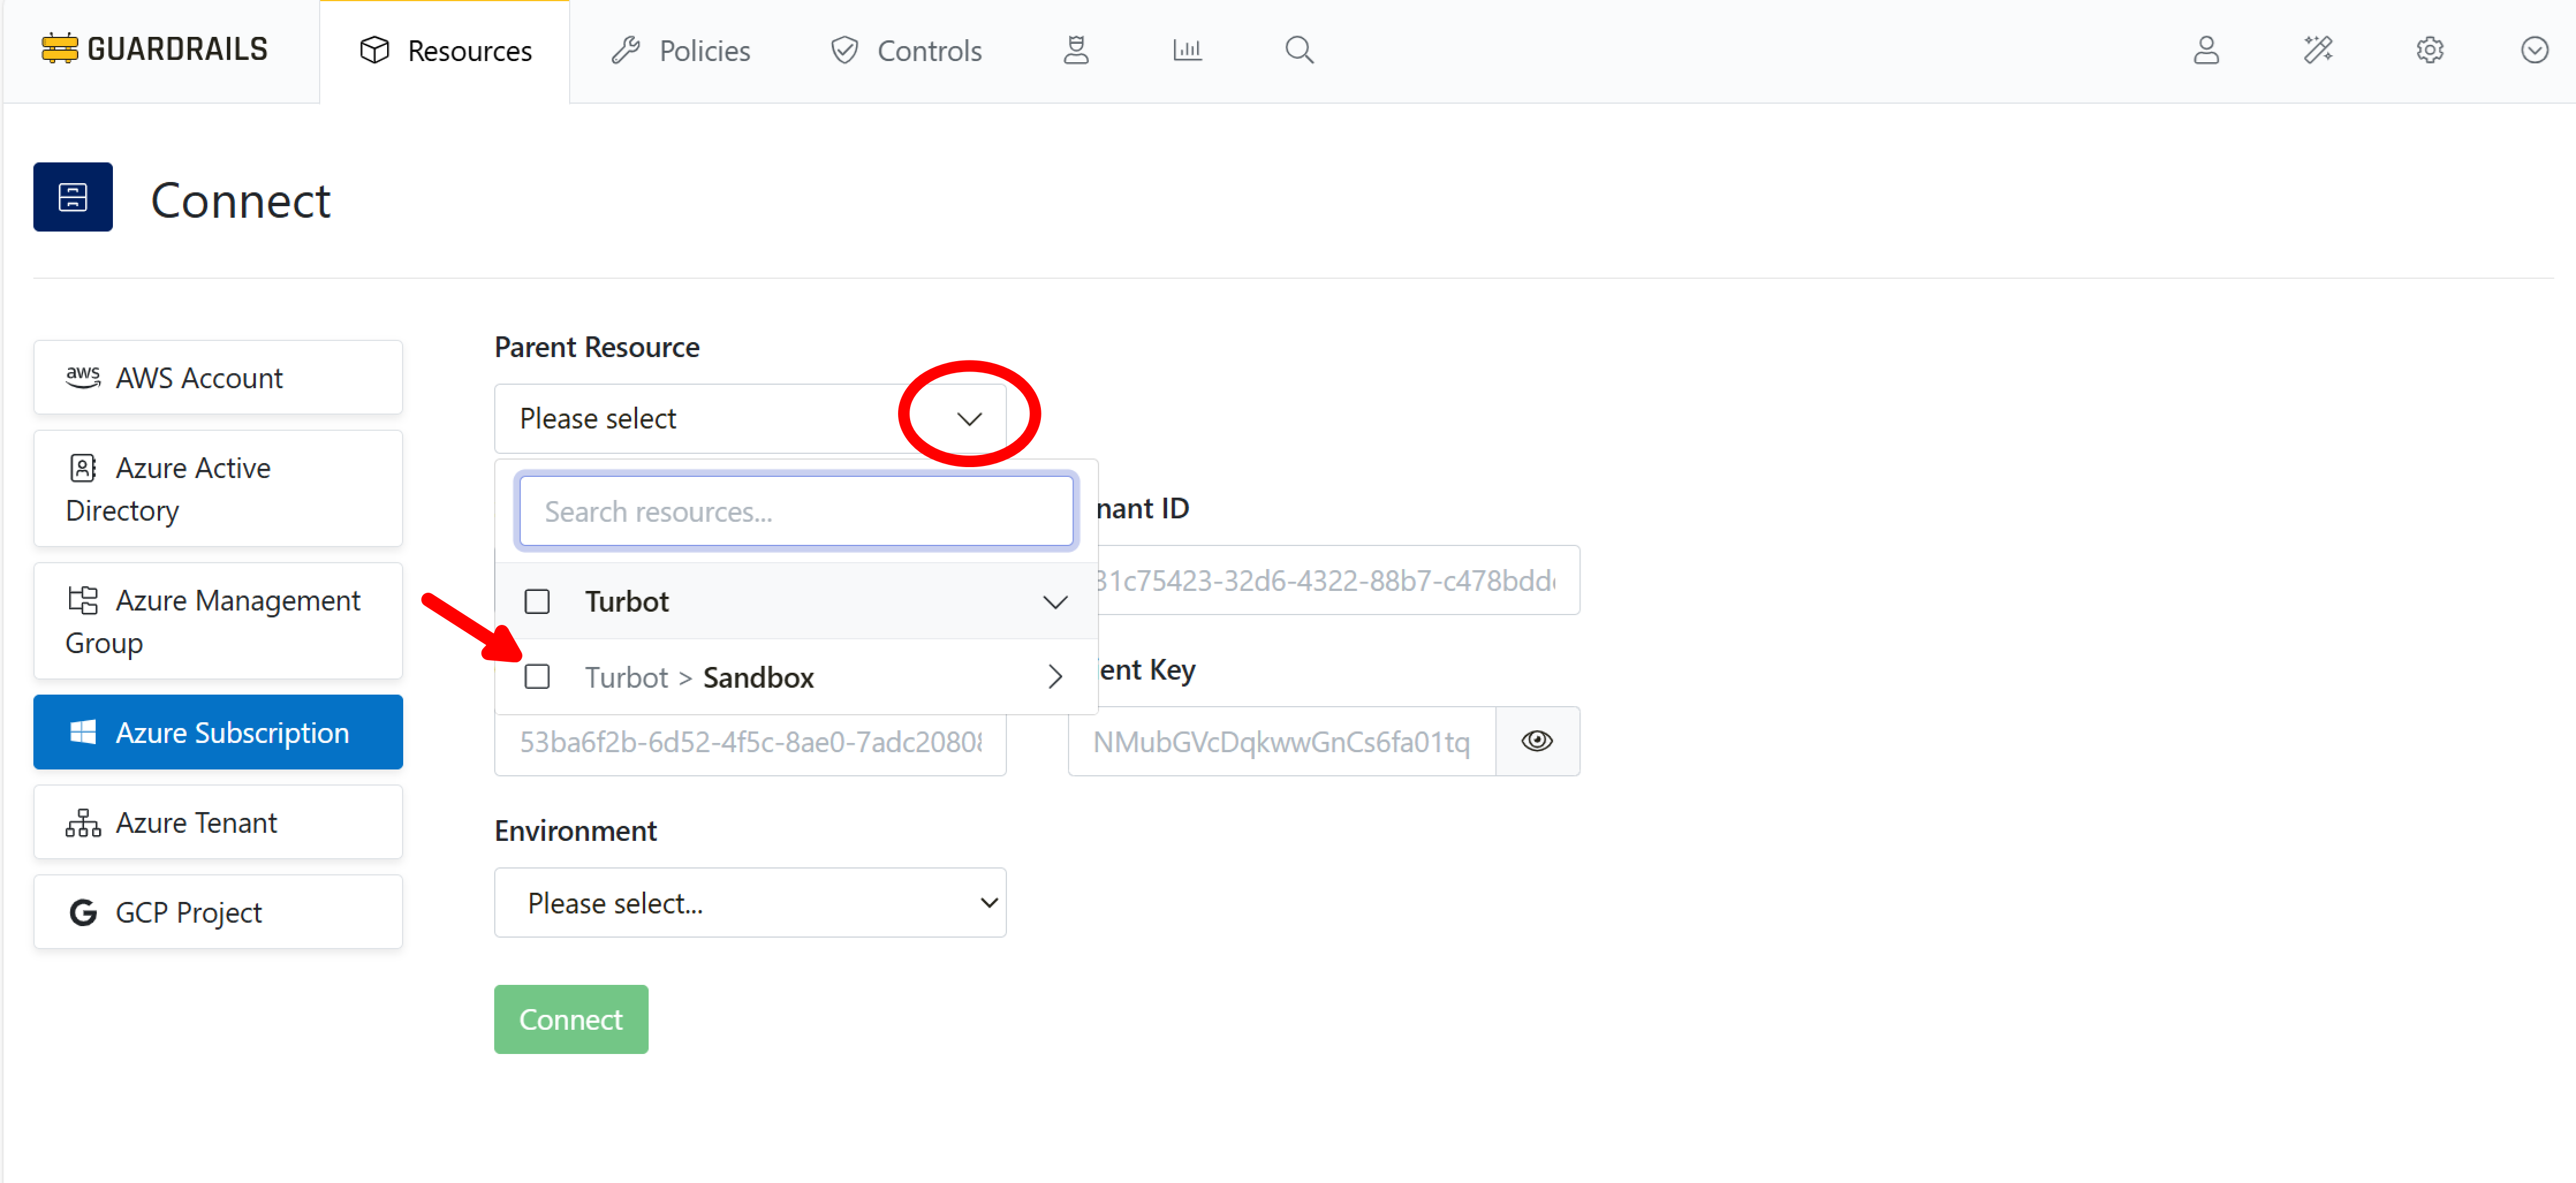 GUARDRAILS
Resources
Policies
Controls
Connect
aws AWS Account
Azure Active
Directory
Azure Management
Group
Azure Subscription
Azure Tenant
GCP Project
Parent Resource
Please select
Search resources...
Turbot
Turbot > Sandbox
nant ID
31c75423-32d6-4322-88b7-c478bdd
ent Key
53ba6f2b-6d52-4f5c-8ae0-7adc2080
NMubGVcDqkwwGnCs6fa01tq
Environment
Please select...
Connect